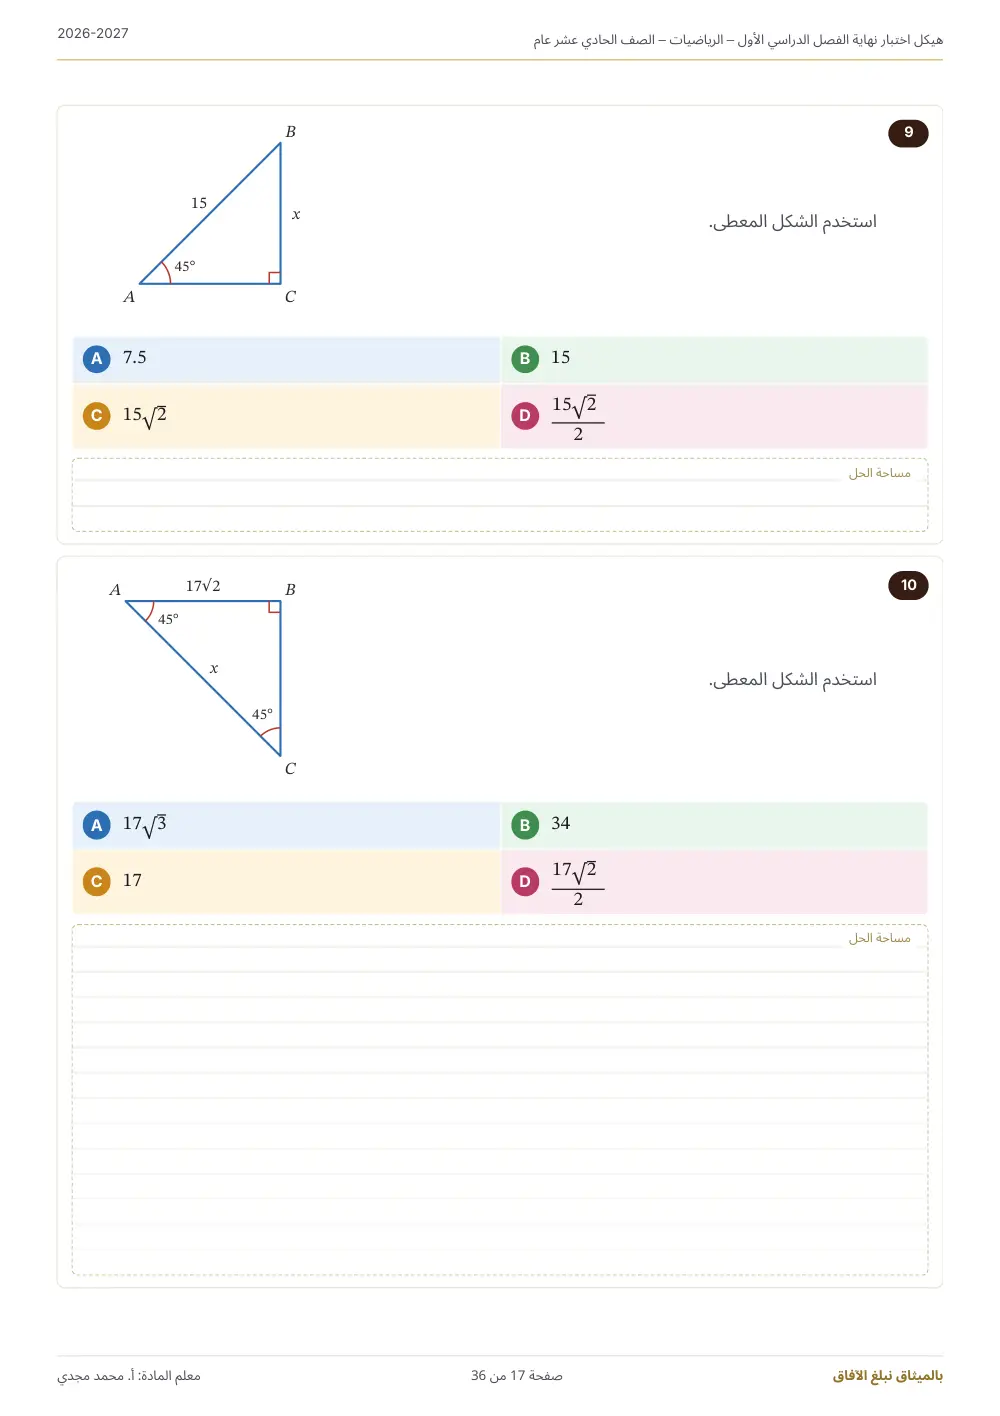 هيكل اختبار نهاية الفصل الدراسي الأول – الرياضيات – الصف الحادي عشر عام
2026-2027
9
B
15
x
45°
A
C
استخدم الشكل المعطى.
A 7.5
B 15
C 15√2
D 15√2/2
مساحة الحل
10
A
17√2
B
45°
x
45°
C
استخدم الشكل المعطى.
A 17√3
B 34
C 17
D 17√2/2
مساحة الحل
بالميثاق نبلغ الآفاق
صفحة 17 من 36
معلم المادة: أ. محمد مجدي